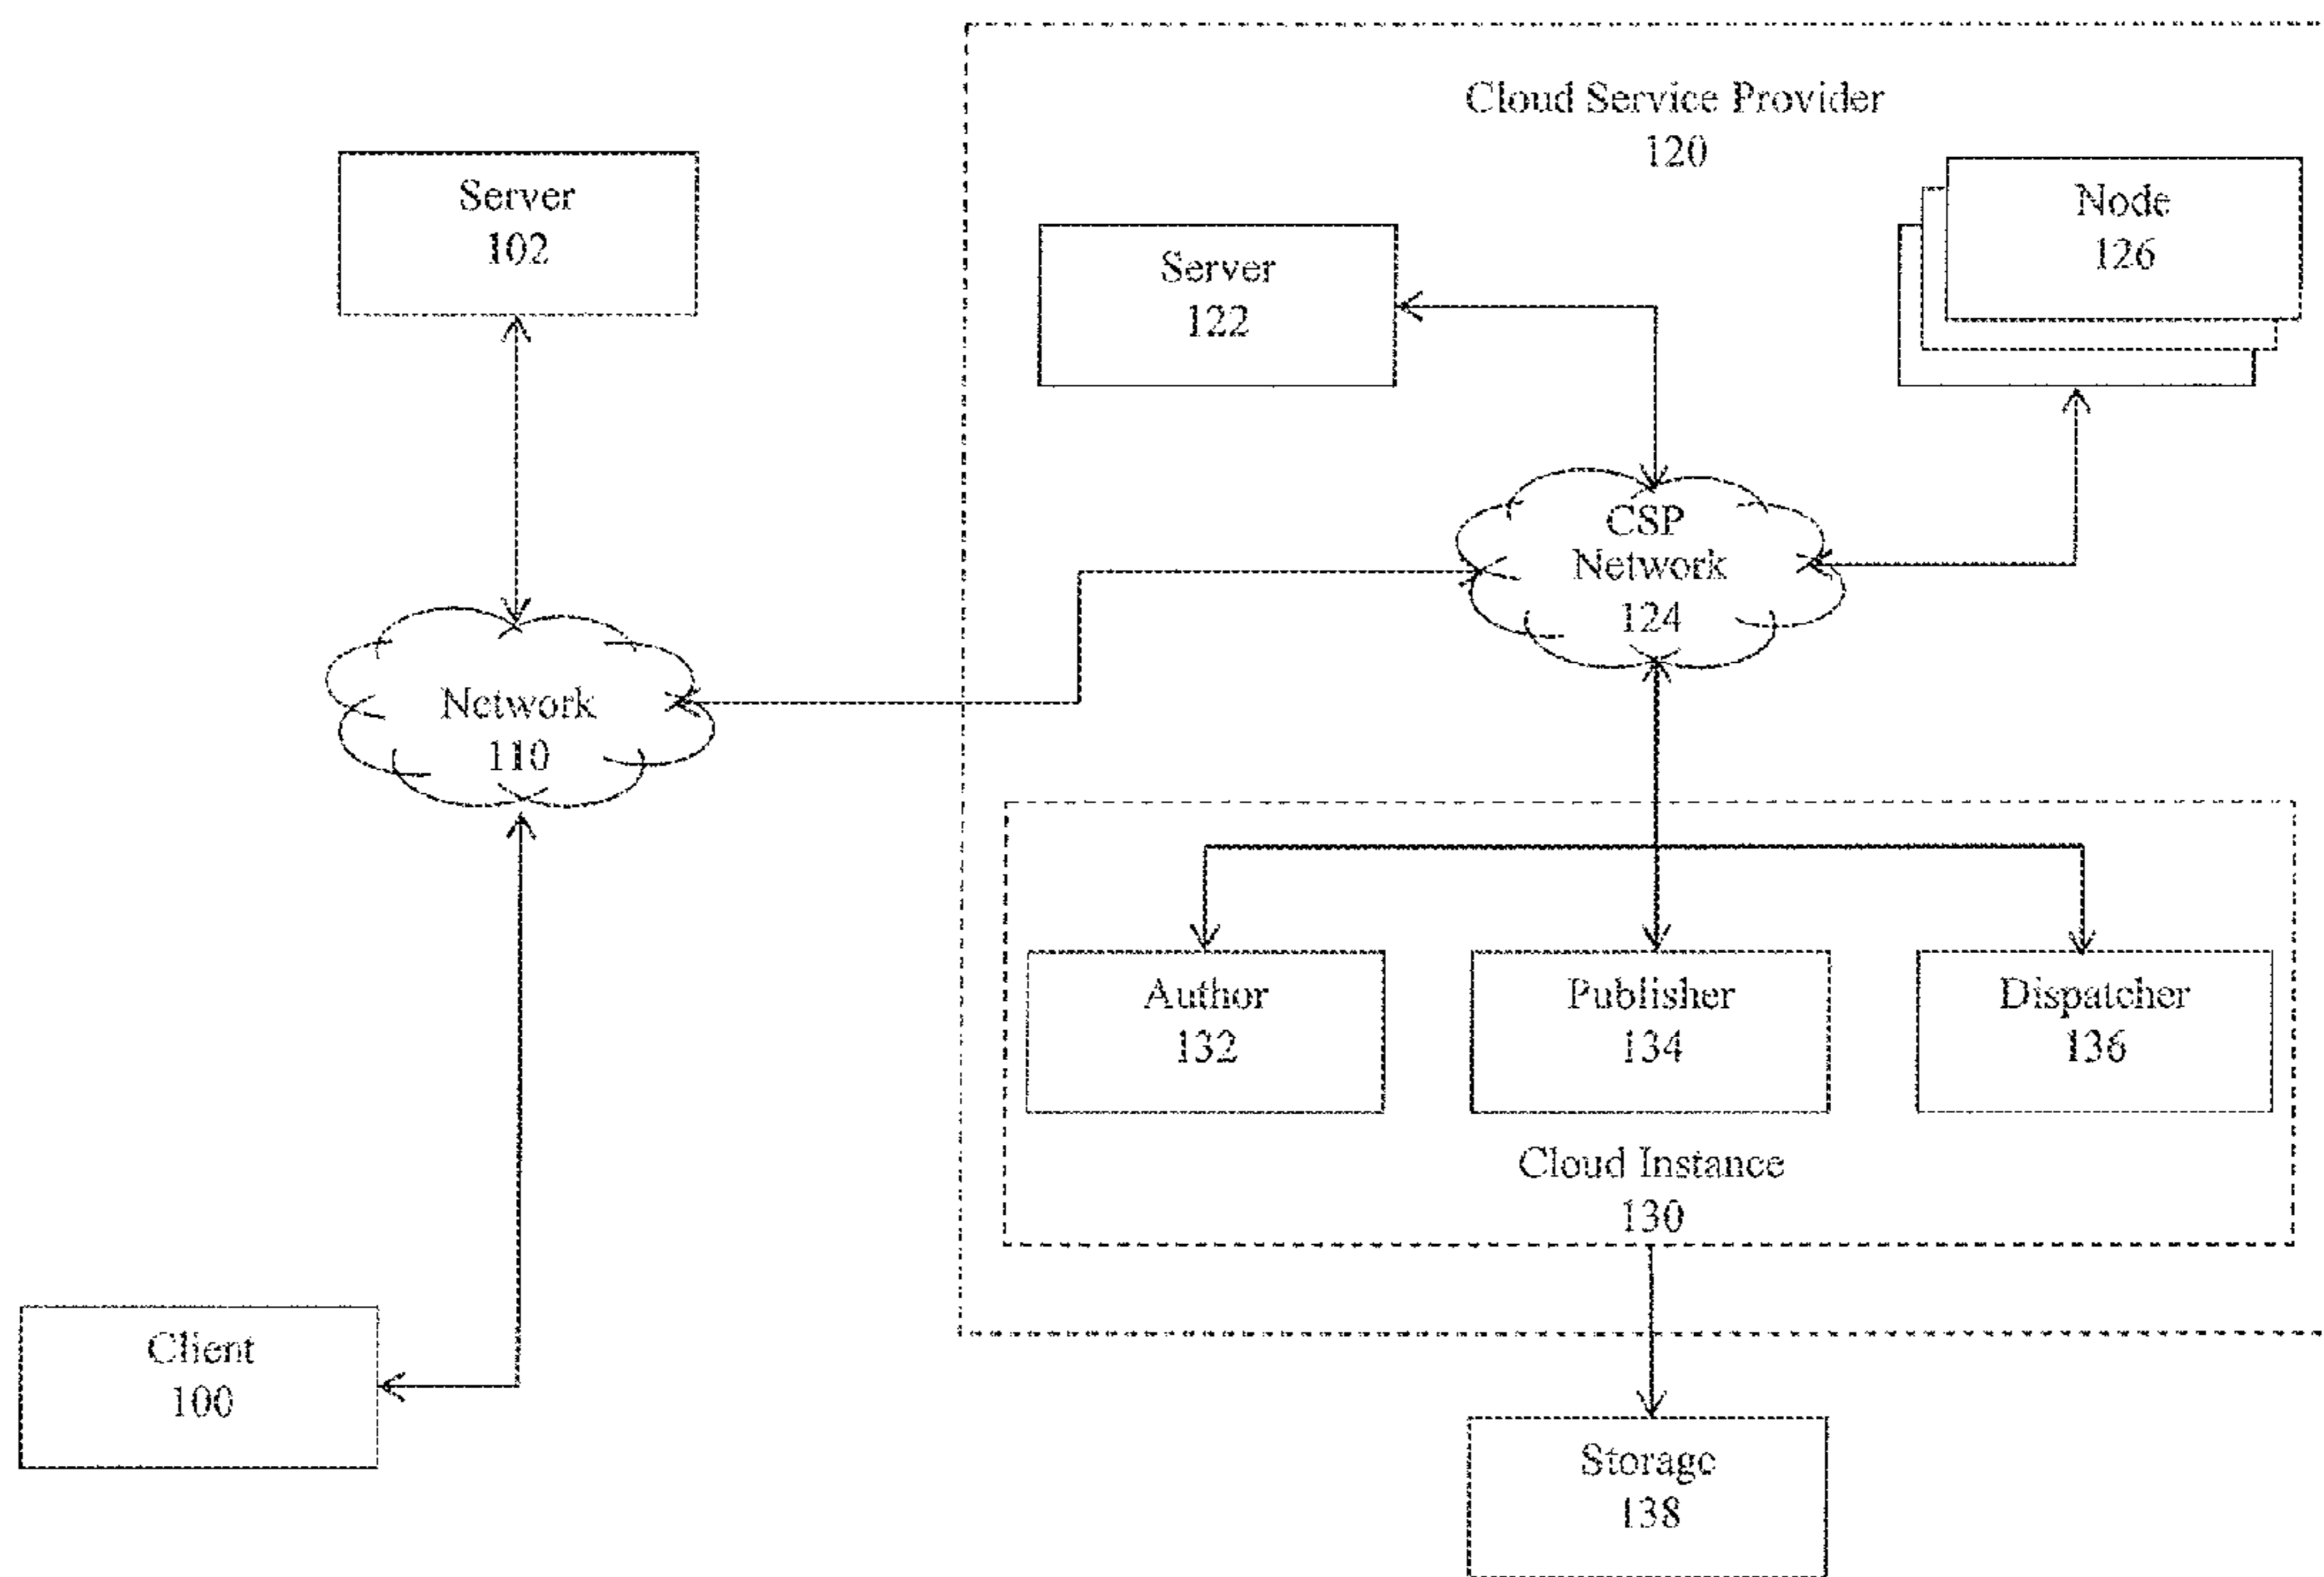 Cloud Service Provider
120
Server
102
Node
126
Server
122
CSP
Network
124
Network
110
Author
132
Publisher
134
Dispatcher
136
Cloud Instance
130
Client
100
Storage
138